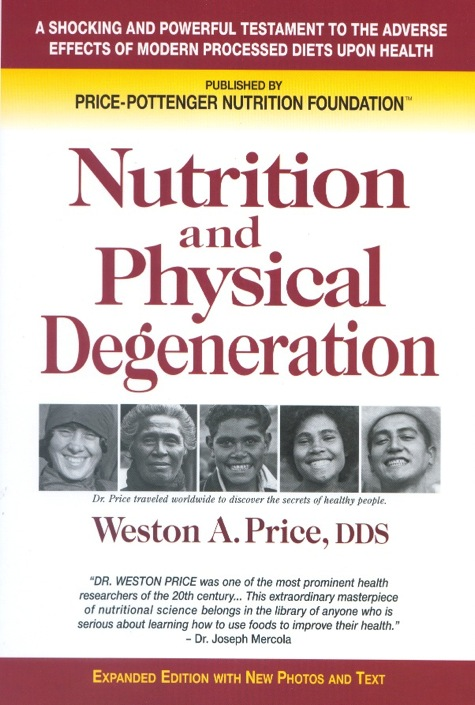 A SHOCKING AND POWERFUL TESTAMENT TO THE ADVERSE
EFFECTS OF MODERN PROCESSED DIETS UPON HEALTH
PUBLISHED BY
PRICE-POTTENGER NUTRITION FOUNDATION™
Nutrition
and
Physical
Degeneration
Dr. Price traveled worldwide to discover the secrets of healthy people.
Weston A. Price, DDS
"DR. WESTON PRICE was one of the most prominent health
researchers of the 20th century... This extraordinary masterpiece
of nutritional science belongs in the library of anyone who is
serious about learning how to use foods to improve their health."
– Dr. Joseph Mercola
EXPANDED EDITION WITH NEW PHOTOS AND TEXT